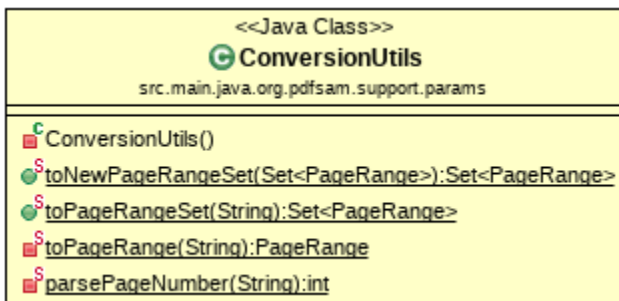 <<Java Class>>
C ConversionUtils
src.main.java.org.pdfsam.support.params
C ConversionUtils()
S toNewPageRangeSet(Set<PageRange>):Set<PageRange>
S toPageRangeSet(String):Set<PageRange>
S toPageRange(String):PageRange
S parsePageNumber(String):int